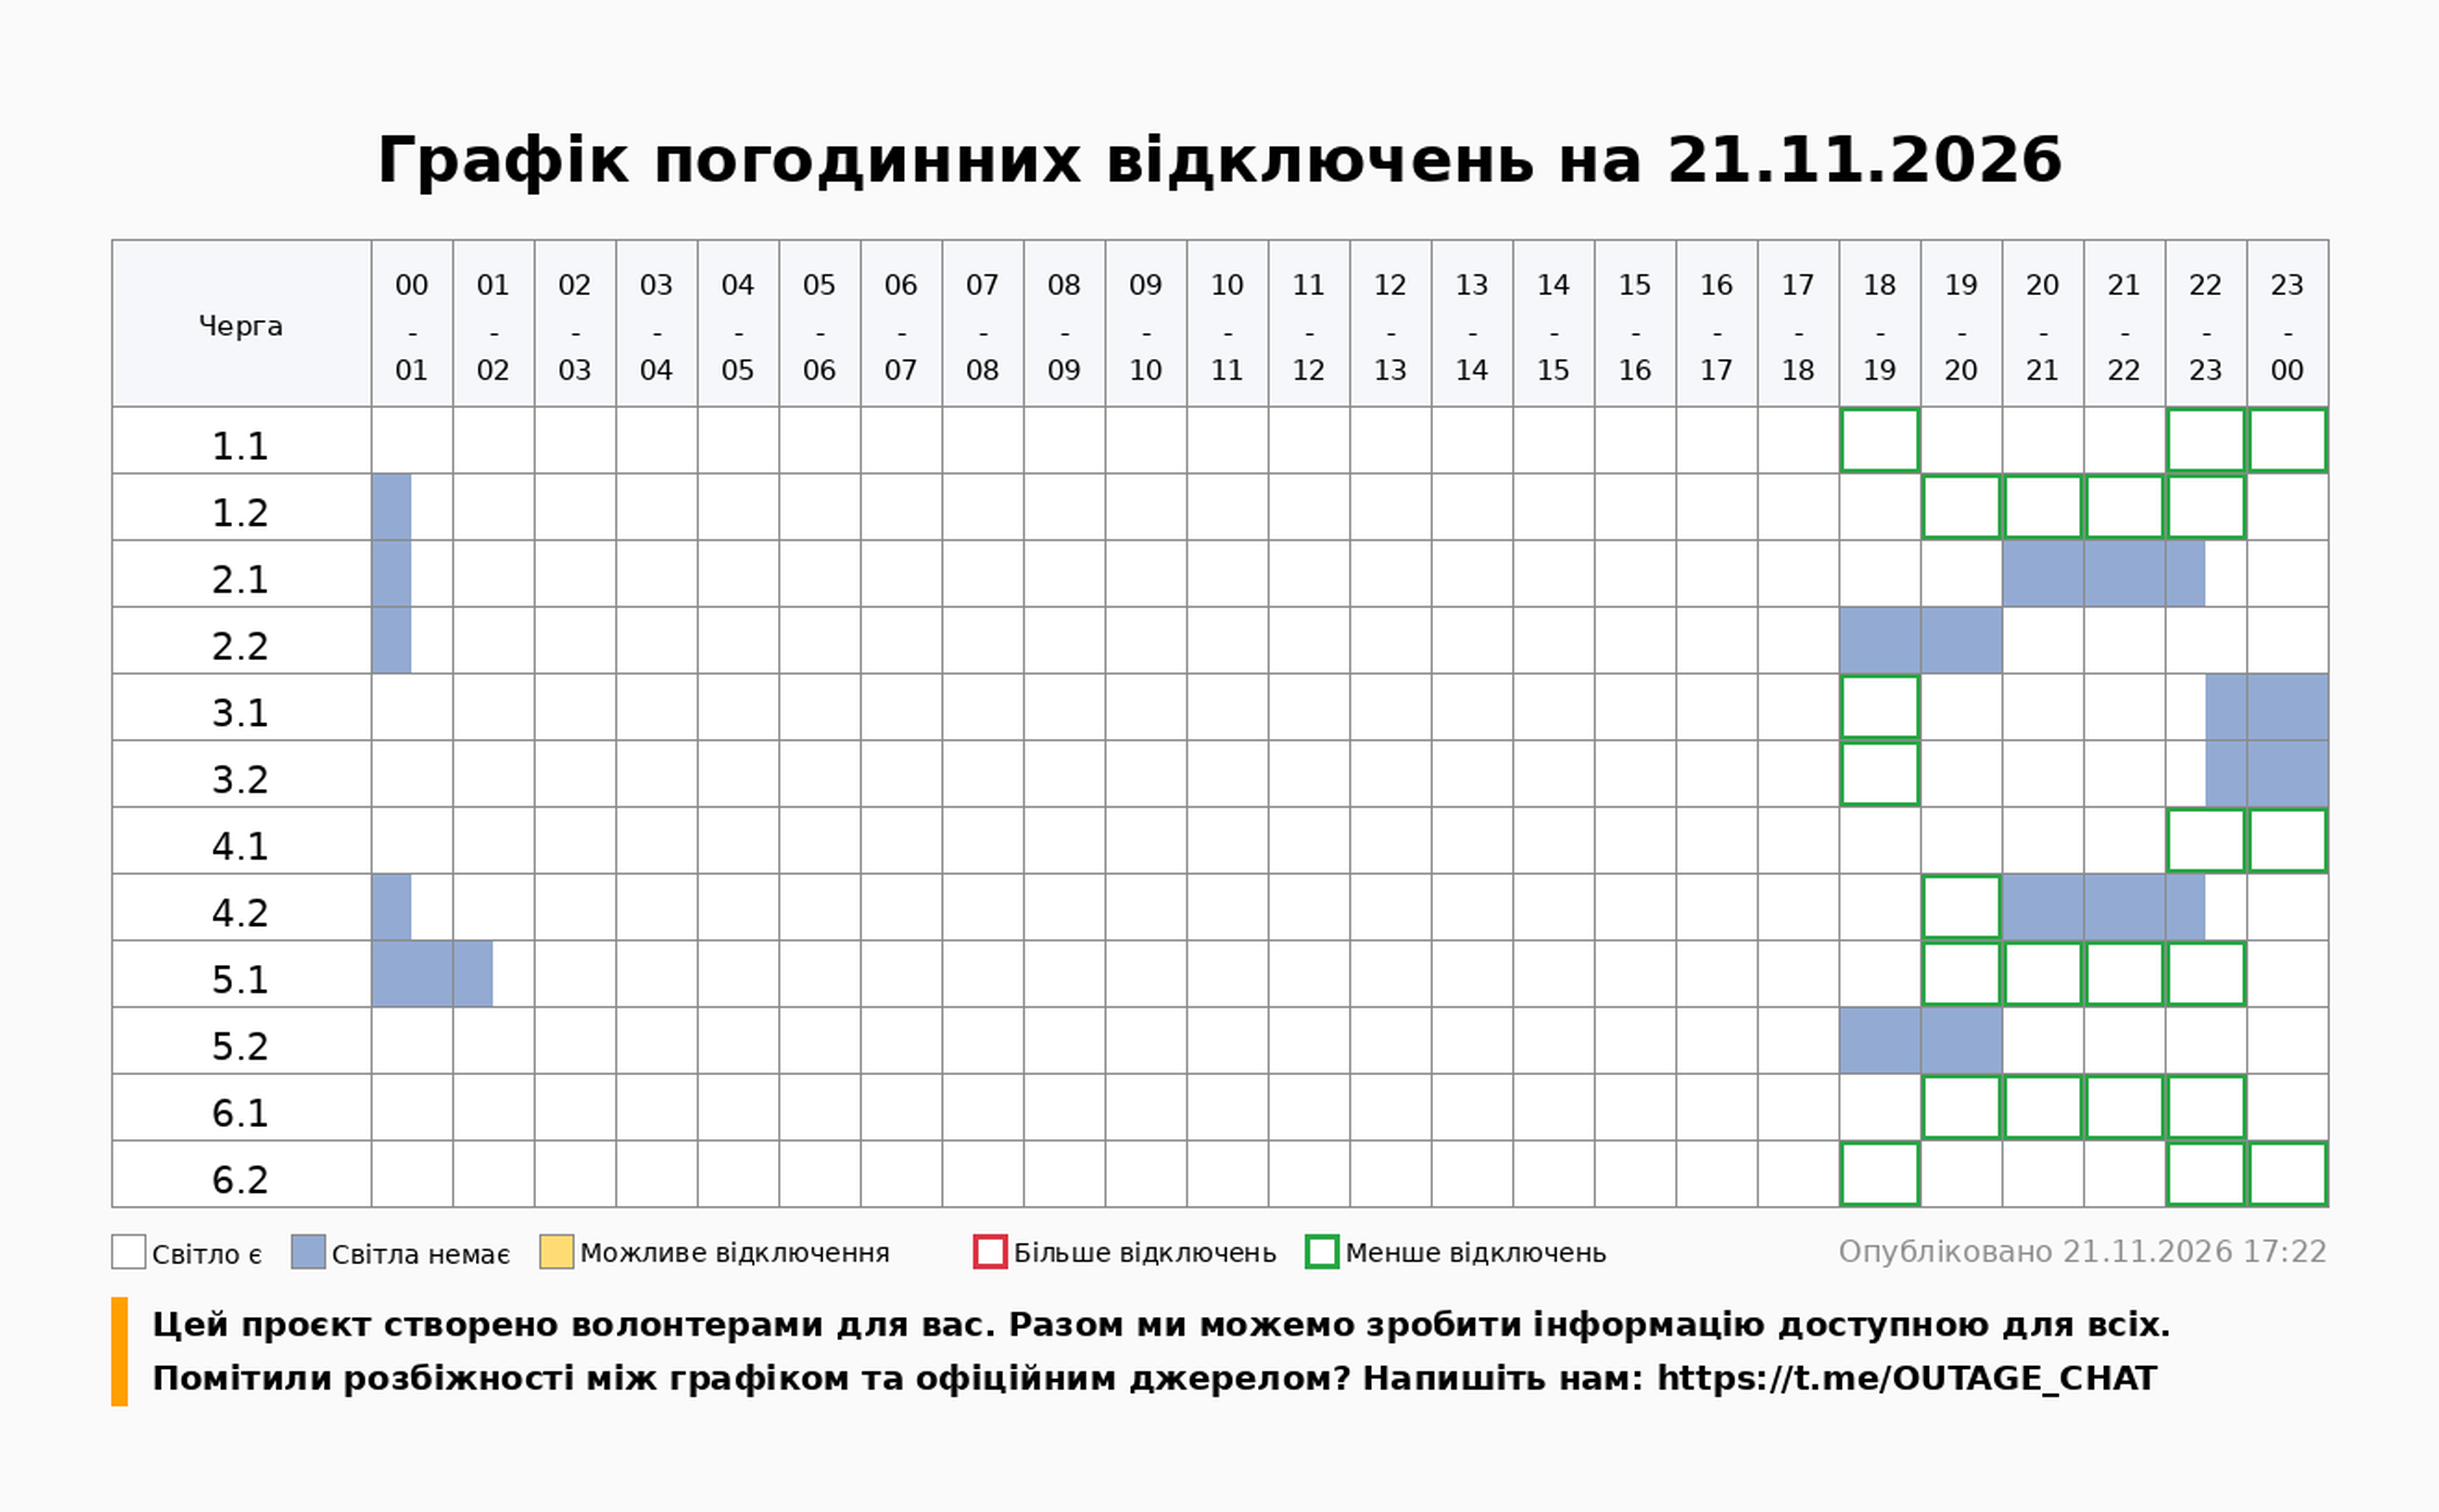 Графік погодинних відключень на 21.11.2026
Черга 00 - 01 01 - 02 02 - 03 03 - 04 04 - 05 05 - 06 06 - 07 07 - 08 08 - 09 09 - 10 10 - 11 11 - 12 12 - 13 13 - 14 14 - 15 15 - 16 16 - 17 17 - 18 18 - 19 19 - 20 20 - 21 21 - 22 22 - 23 23 - 00
1.1
1.2
2.1
2.2
3.1
3.2
4.1
4.2
5.1
5.2
6.1
6.2
Світло є Світла немає Можливе відключення Більше відключень Менше відключень Опубліковано 21.11.2026 17:22
Цей проєкт створено волонтерами для вас. Разом ми можемо зробити інформацію доступною для всіх.
Помітили розбіжності між графіком та офіційним джерелом? Напишіть нам: https://t.me/OUTAGE_CHAT